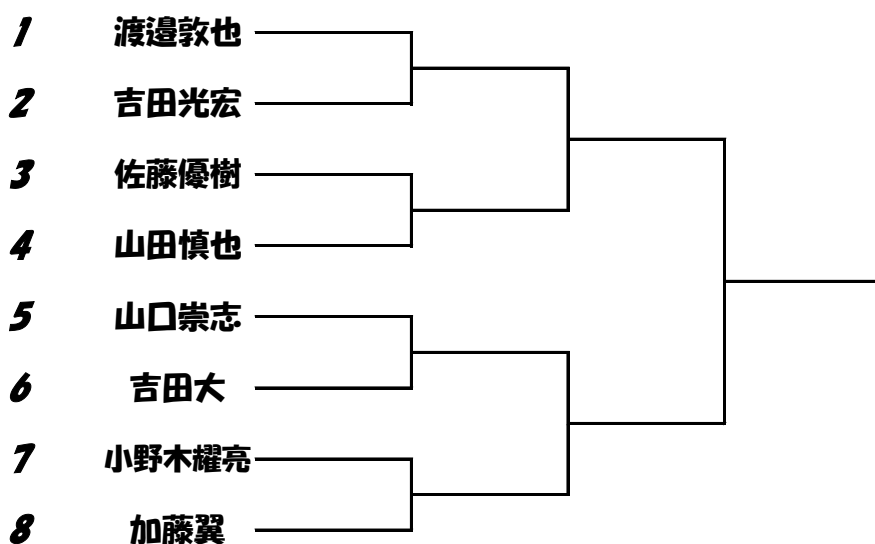 1 渡邉敦也
2 吉田光宏
3 佐藤優樹
4 山田慎也
5 山口崇志
6 吉田大
7 小野木耀亮
8 加藤翼